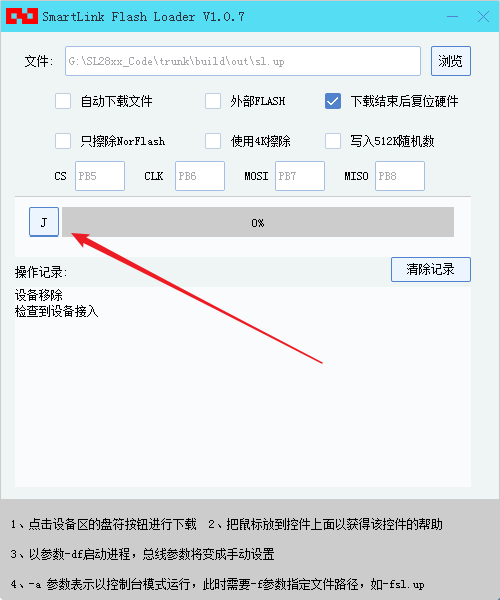 SmartLink Flash Loader V1.0.7
文件: G:\SL28xx_Code\trunk\build\out\sl.up 浏览
自动下载文件 外部FLASH 下载结束后复位硬件
只擦除NorFlash 使用4K擦除 写入512K随机数
CS PB5 CLK PB6 MOSI PB7 MISO PB8
J 0%
操作记录: 清除记录
设备移除
检查到设备接入
1、点击设备区的盘符按钮进行下载 2、把鼠标放到控件上面以获得该控件的帮助
3、以参数-df启动进程，总线参数将变成手动设置
4、-a 参数表示以控制台模式运行，此时需要-f参数指定文件路径，如-fsl.up